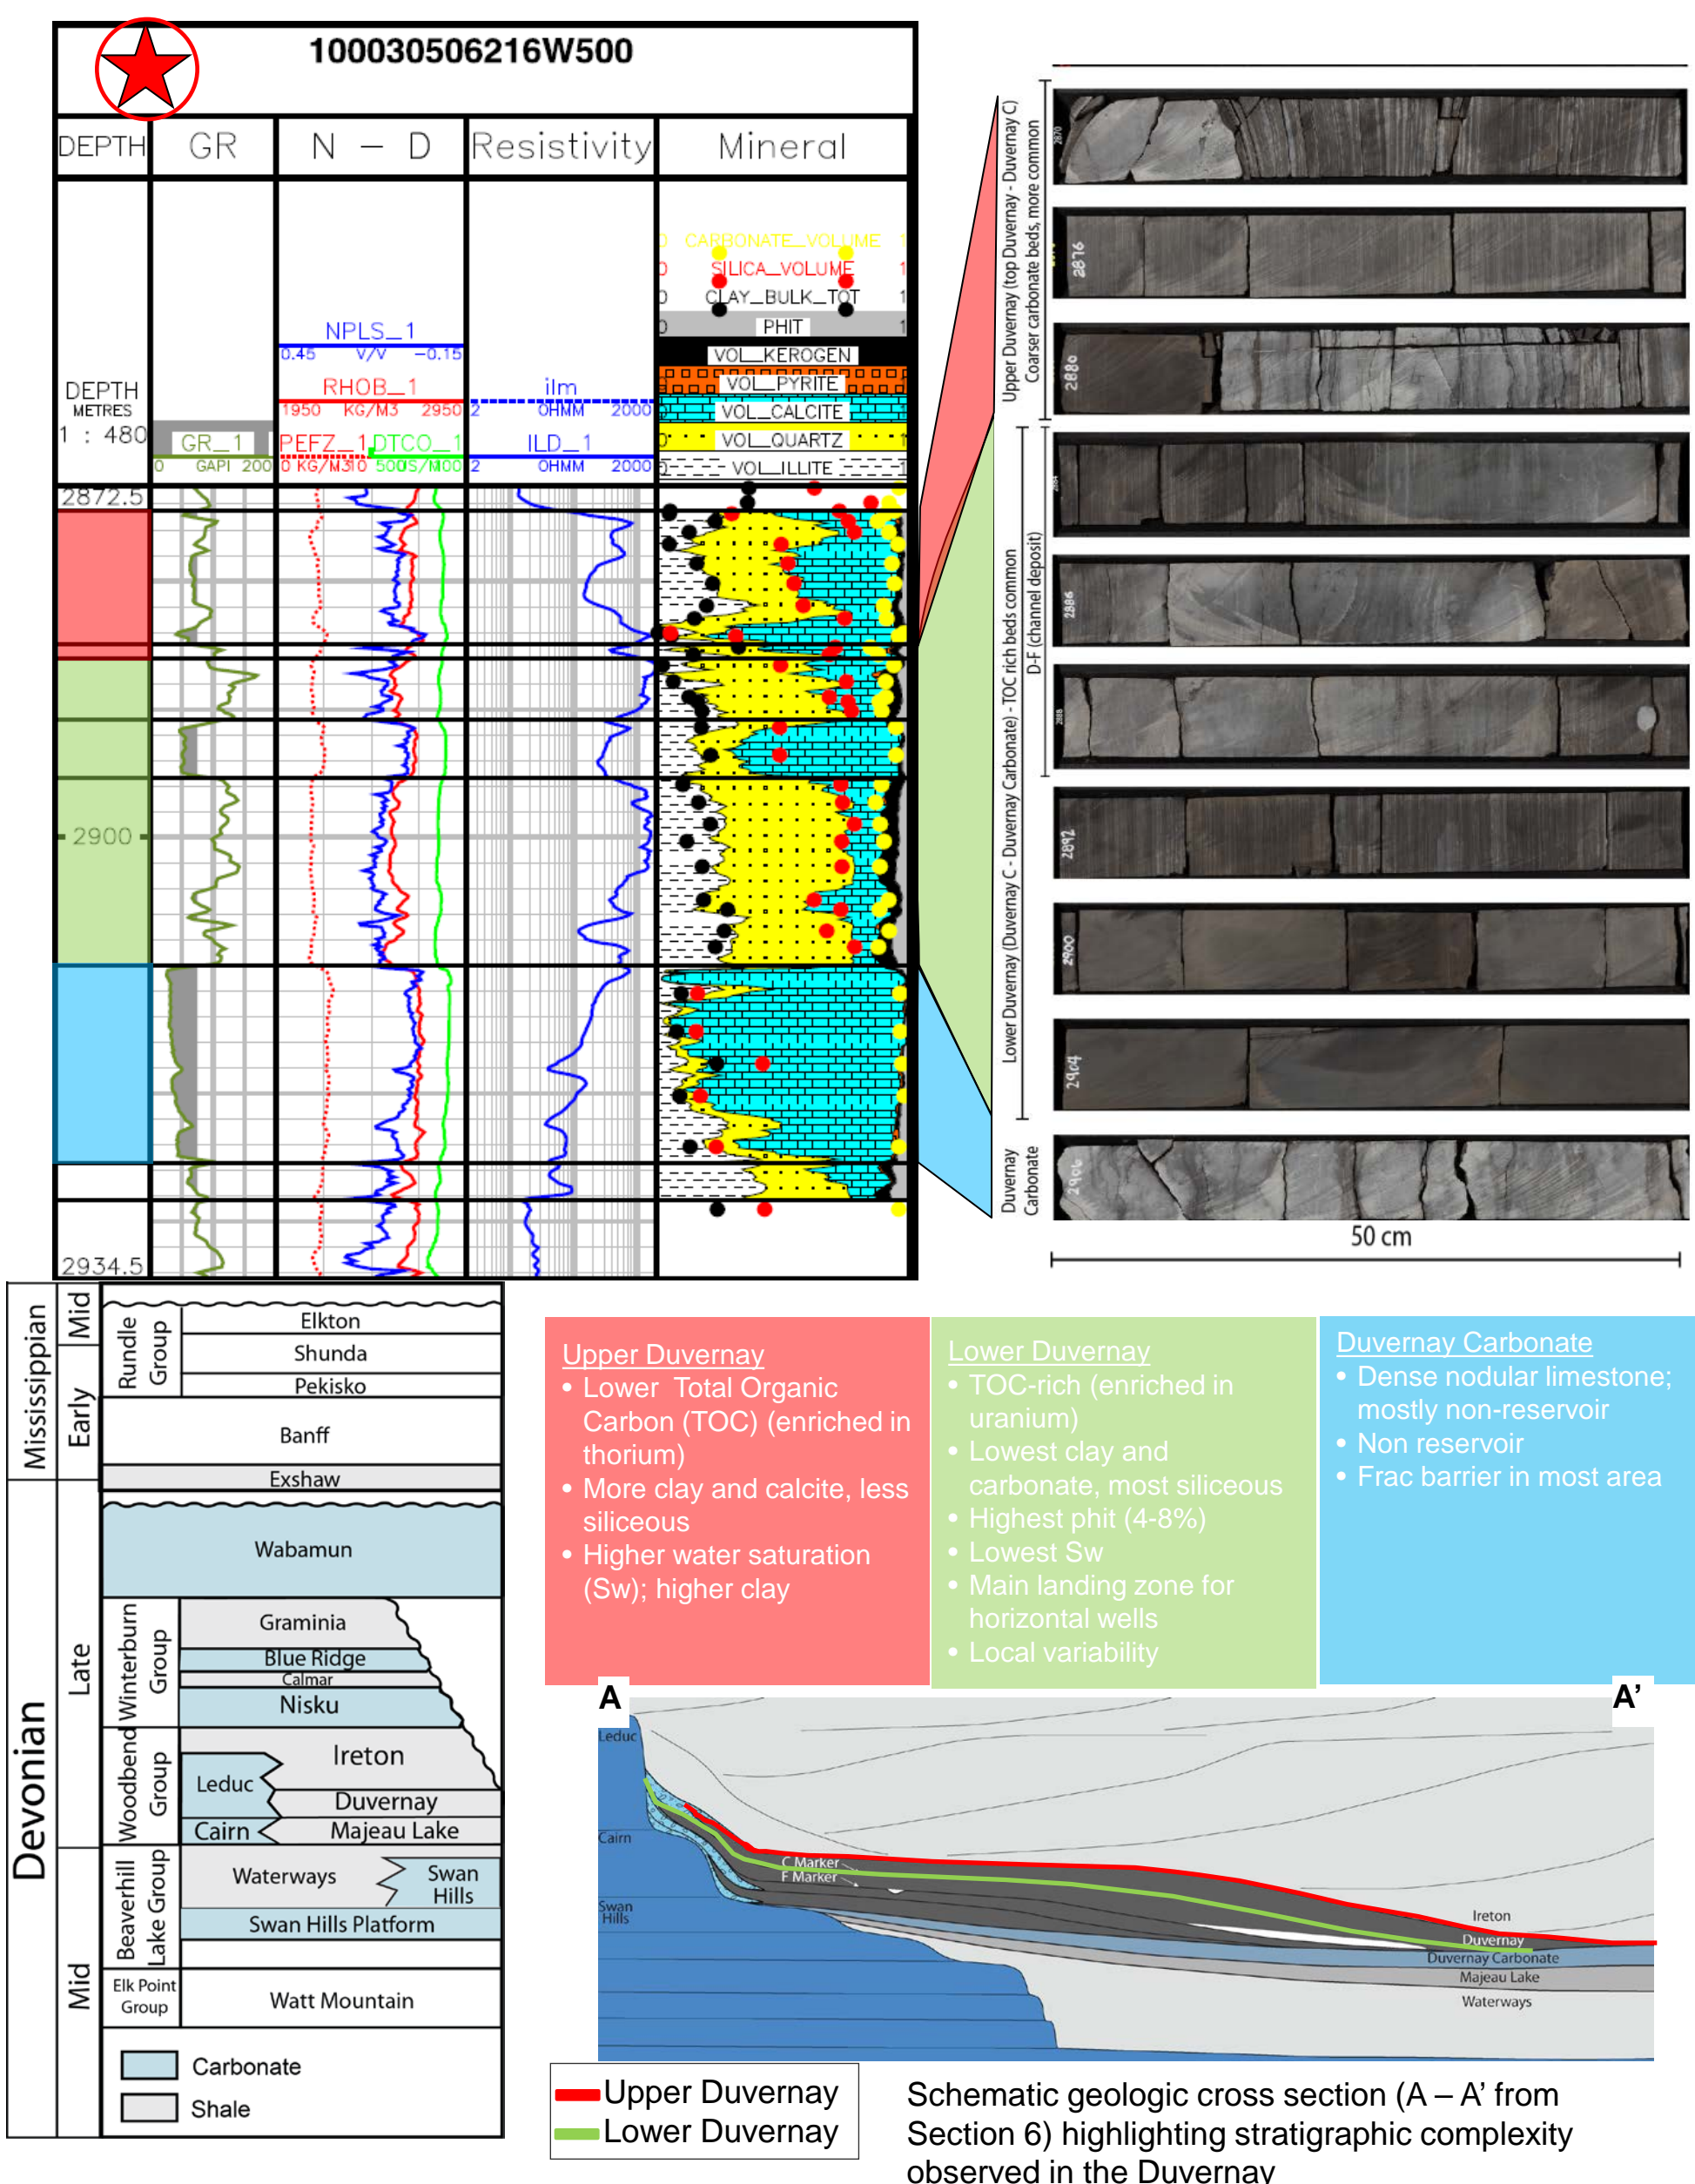 100030506216W500
DEPTH
GR
N – D
Resistivity
Mineral
CARBONATE_VOLUME
SILICA_VOLUME
CLAY_BULK_TOT
PHIT
VOL_KEROGEN
VOL_PYRITE
VOL_CALCITE
VOL_QUARTZ
VOL_ILLITE
DEPTH
METRES
1 : 480
GR_1
0 GAPI 200
NPLS_1
0.45 V/V -0.15
RHOB_1
1950 KG/M3 2950
PEFZ_1 DTCO_1
ilm
2 OHMM 2000
ILD_1
2 OHMM 2000
2872.5
2900
2934.5
Upper Duvernay (top Duvernay - Duvernay C)
Coarser carbonate beds, more common
Lower Duvernay (Duvernay C - Duvernay Carbonate) - TOC rich beds common
D-F (channel deposit)
Duvernay
Carbonate
2870
2876
2880
2884
2886
2888
2892
2900
2904
2906
50 cm
Mississippian
Mid
Early
Rundle
Group
Elkton
Shunda
Pekisko
Banff
Exshaw
Devonian
Late
Mid
Wabamun
Winterburn
Group
Graminia
Blue Ridge
Calmar
Nisku
Woodbend
Group
Ireton
Leduc
Duvernay
Cairn
Majeau Lake
Beaverhill
Lake Group
Waterways
Swan
Hills
Swan Hills Platform
Elk Point
Group
Watt Mountain
Carbonate
Shale
Upper Duvernay
• Lower Total Organic
Carbon (TOC) (enriched in
thorium)
• More clay and calcite, less
siliceous
• Higher water saturation
(Sw); higher clay
Lower Duvernay
• TOC-rich (enriched in
uranium)
• Lowest clay and
carbonate, most siliceous
• Highest phit (4-8%)
• Lowest Sw
• Main landing zone for
horizontal wells
• Local variability
Duvernay Carbonate
• Dense nodular limestone;
mostly non-reservoir
• Non reservoir
• Frac barrier in most area
A
A’
Leduc
Cairn
Swan
Hills
C Marker
F Marker
Ireton
Duvernay
Duvernay Carbonate
Majeau Lake
Waterways
Upper Duvernay
Lower Duvernay
Schematic geologic cross section (A – A’ from
Section 6) highlighting stratigraphic complexity
observed in the Duvernay